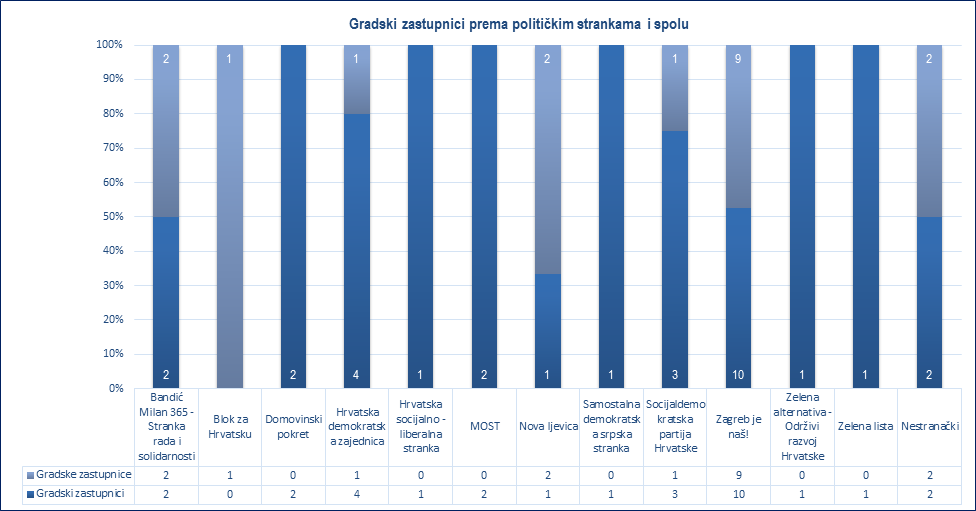 Gradski zastupnici prema političkim strankama i spolu
100%
90%
80%
70%
60%
50%
40%
30%
20%
10%
0%
2 1 1 2 1 9 2
2 2 4 1 2 1 1 3 10 1 1 2
Bandić
Milan 365 -
Stranka
rada i
solidarnosti
Blok za
Hrvatsku
Domovinski
pokret
Hrvatska
demokratsk
a zajednica
Hrvatska
socijalno -
liberalna
stranka
MOST
Nova ljevica
Samostalna
demokratsk
a srpska
stranka
Socijaldemo
kratska
partija
Hrvatske
Zagreb je
naš!
Zelena
alternativa -
Održivi
razvoj
Hrvatske
Zelena lista
Nestranački
Gradske zastupnice 2 1 0 1 0 0 2 0 1 9 0 0 2
Gradski zastupnici 2 0 2 4 1 2 1 1 3 10 1 1 2